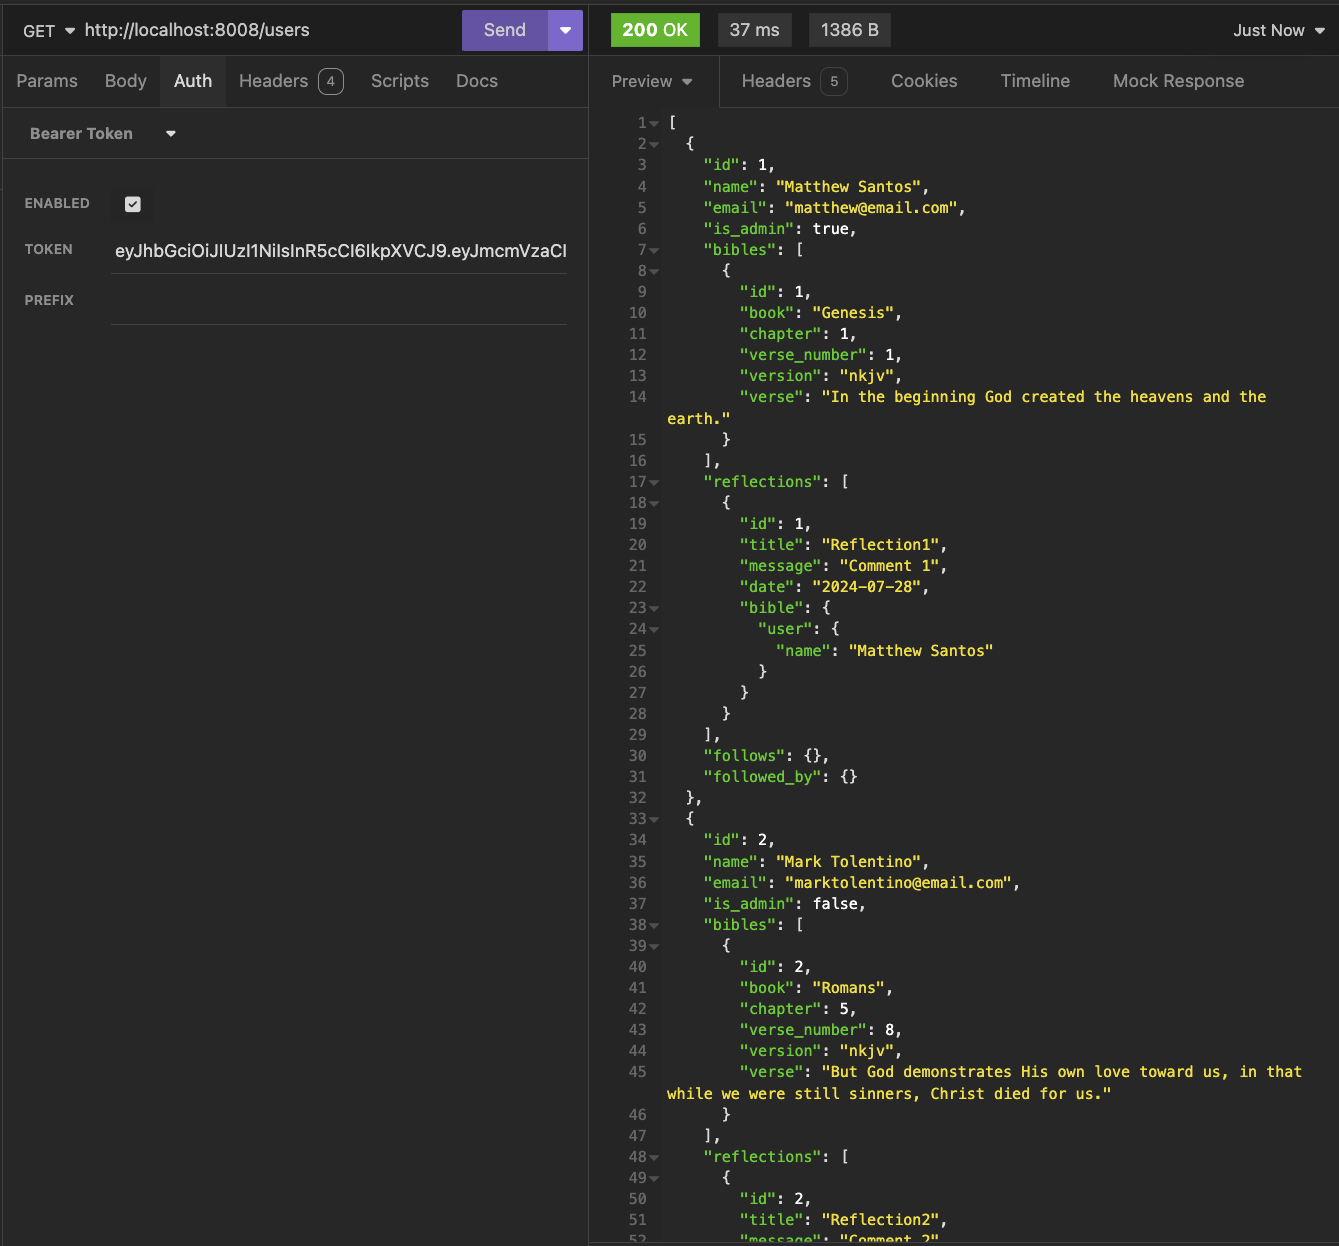 GET http://localhost:8008/users Send
Params Body Auth Headers 4 Scripts Docs
Bearer Token
ENABLED
TOKEN eyJhbGciOiJIUzI1NiIsInR5cCI6IkpXVCJ9.eyJmcmVzaCI
PREFIX
200 OK 37 ms 1386 B Just Now
Preview Headers 5 Cookies Timeline Mock Response
1 [
2 {
3 "id": 1,
4 "name": "Matthew Santos",
5 "email": "matthew@email.com",
6 "is_admin": true,
7 "bibles": [
8 {
9 "id": 1,
10 "book": "Genesis",
11 "chapter": 1,
12 "verse_number": 1,
13 "version": "nkjv",
14 "verse": "In the beginning God created the heavens and the
earth."
15 }
16 ],
17 "reflections": [
18 {
19 "id": 1,
20 "title": "Reflection1",
21 "message": "Comment 1",
22 "date": "2024-07-28",
23 "bible": {
24 "user": {
25 "name": "Matthew Santos"
26 }
27 }
28 }
29 ],
30 "follows": {},
31 "followed_by": {}
32 },
33 {
34 "id": 2,
35 "name": "Mark Tolentino",
36 "email": "marktolentino@email.com",
37 "is_admin": false,
38 "bibles": [
39 {
40 "id": 2,
41 "book": "Romans",
42 "chapter": 5,
43 "verse_number": 8,
44 "version": "nkjv",
45 "verse": "But God demonstrates His own love toward us, in that
while we were still sinners, Christ died for us."
46 }
47 ],
48 "reflections": [
49 {
50 "id": 2,
51 "title": "Reflection2",
52 "message": "Comment 2"